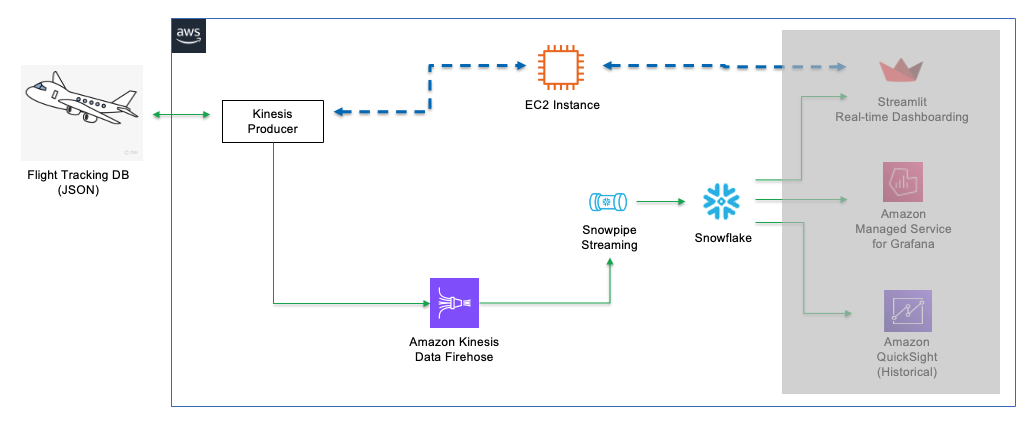 aws
Kinesis
Producer
Flight Tracking DB
(JSON)
EC2 Instance
Streamlit
Real-time Dashboarding
Snowpipe
Streaming
Snowflake
Amazon
Managed Service
for Grafana
Amazon Kinesis
Data Firehose
Amazon
QuickSight
(Historical)